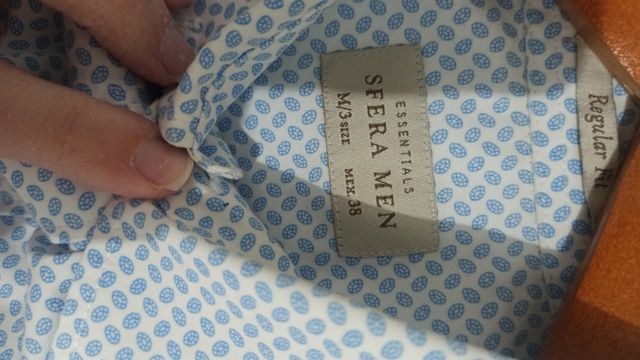 ESSENTIALS
SFERA MEN
M/3 SIZE MEX.38
Regular Fit